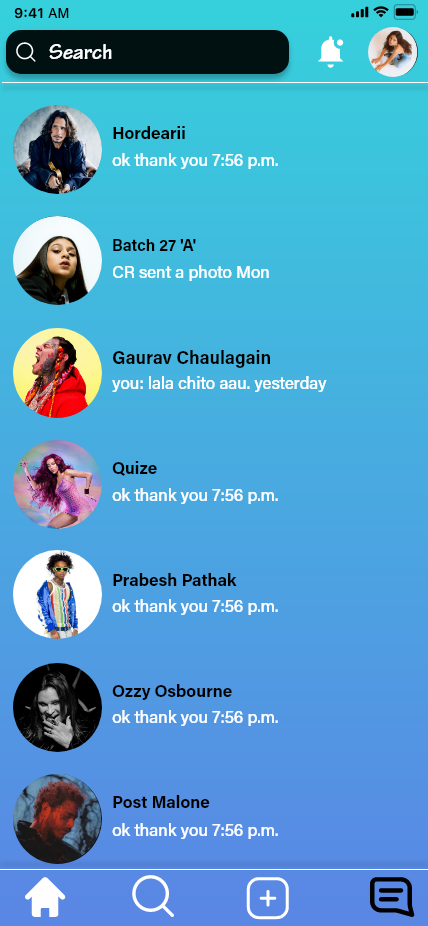 9:41 AM
Search
Hordearii
ok thank you 7:56 p.m.
Batch 27 'A'
CR sent a photo Mon
Gaurav Chaulagain
you: lala chito aau. yesterday
Quize
ok thank you 7:56 p.m.
Prabesh Pathak
ok thank you 7:56 p.m.
Ozzy Osbourne
ok thank you 7:56 p.m.
Post Malone
ok thank you 7:56 p.m.